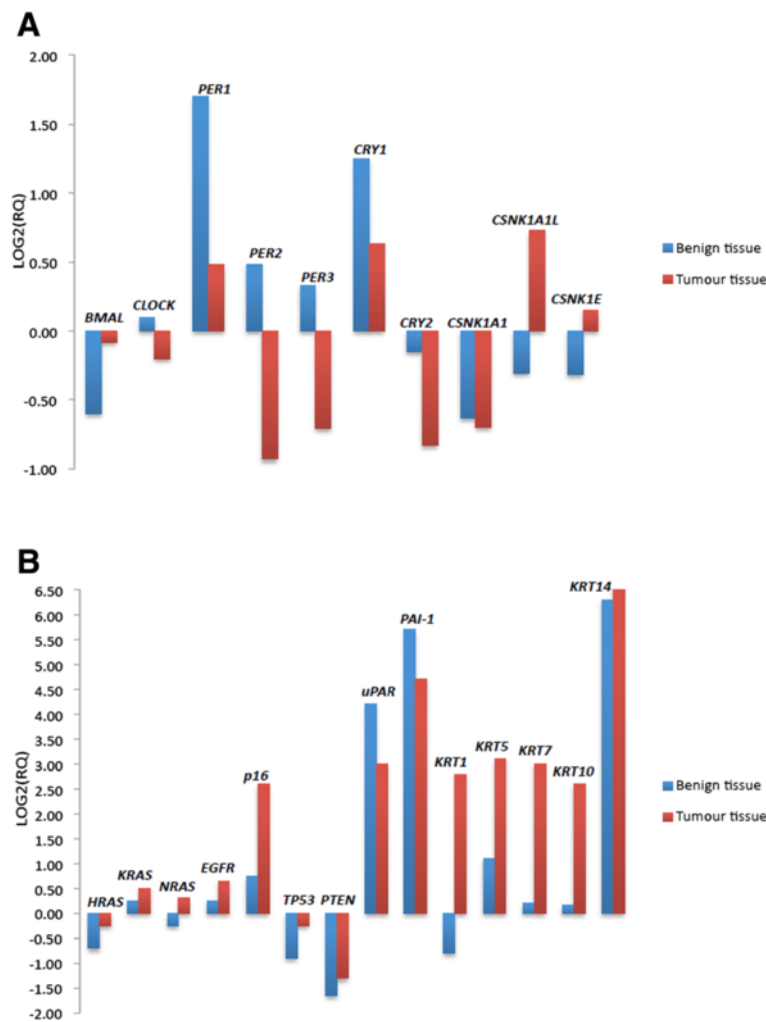 A
2.00
PER1
1.50
CRY1
1.00
CSNK1A1L
LOG2(RQ)
Benign tissue
0.50
PER2
Tumour tissue
PER3
CSNK1E
BMAL
CLOCK
CRY2
CSNK1A1
0.00
-0.50
-1.00
B
6.50
KRT14
6.00
PAI-1
5.50
5.00
4.50
uPAR
4.00
3.50
KRT5
KRT7
KRT1
KRT10
3.00
p16
LOG2(RQ)
2.50
Benign tissue
2.00
Tumour tissue
1.50
1.00
EGFR
KRAS
NRAS
0.50
HRAS
TP53
PTEN
0.00
-0.50
-1.00
-1.50
-2.00